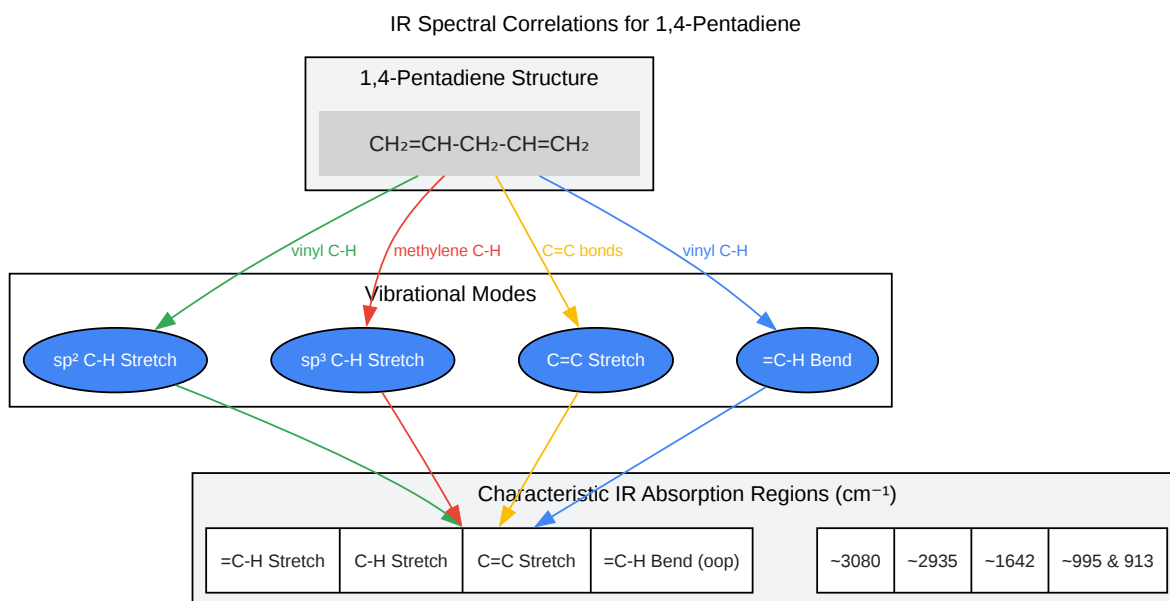 IR Spectral Correlations for 1,4-Pentadiene
1,4-Pentadiene Structure
CH₂=CH-CH₂-CH=CH₂
vinyl C-H
methylene C-H
C=C bonds
vinyl C-H
Vibrational Modes
sp² C-H Stretch
sp³ C-H Stretch
C=C Stretch
=C-H Bend
Characteristic IR Absorption Regions (cm⁻¹)
=C-H Stretch
C-H Stretch
C=C Stretch
=C-H Bend (oop)
~3080
~2935
~1642
~995 & 913